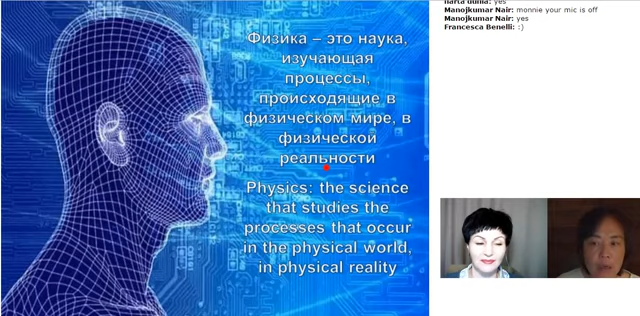 Физика – это наука,
изучающая
процессы,
происходящие в
физическом мире, в
физической
реальности
Physics: the science
that studies the
processes that occur
in the physical world,
in physical reality
yes
Manojkumar Nair: monnie your mic is off
Manojkumar Nair: yes
Francesca Benelli: :)